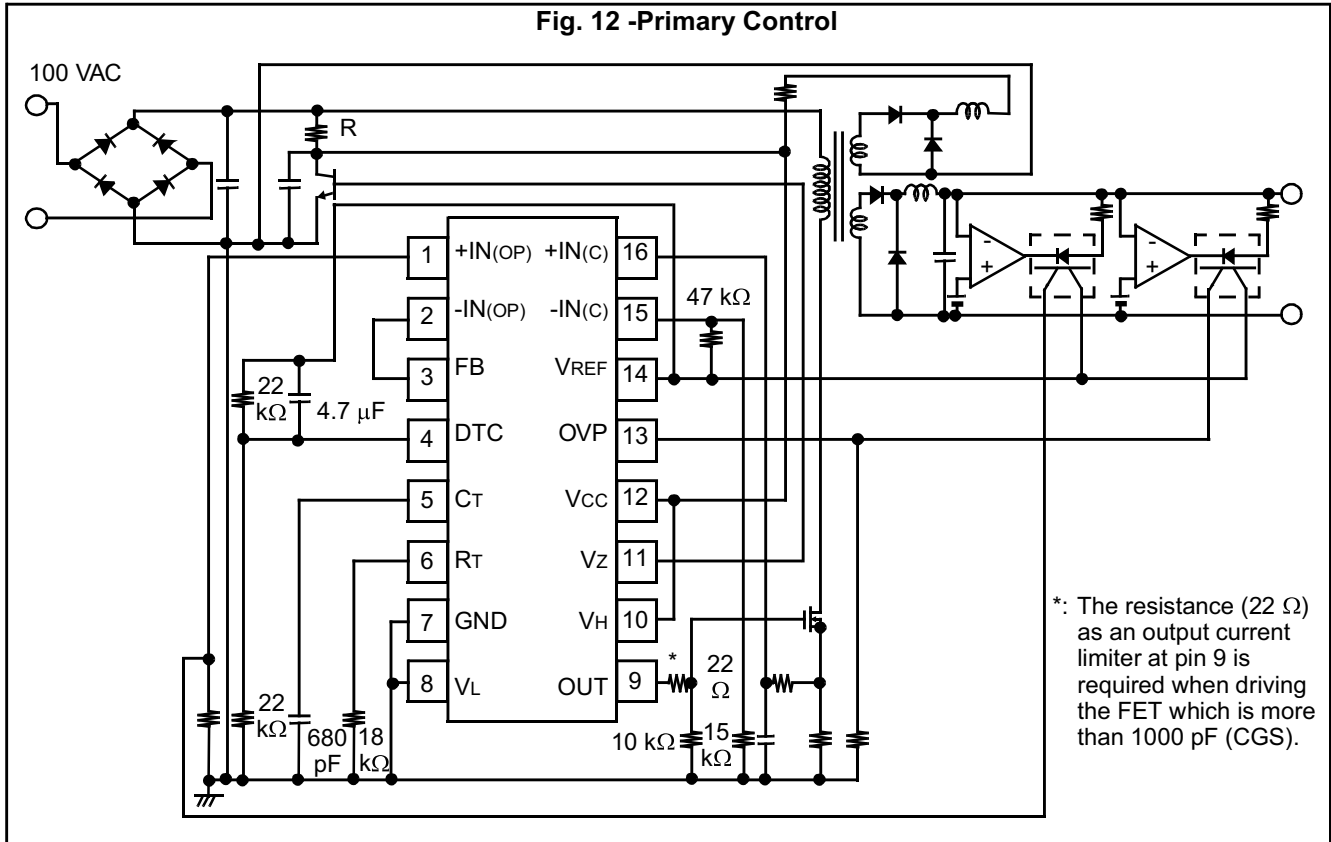 Fig. 12 -Primary Control
100 VAC
R
1 +IN(OP) +IN(C) 16
2 -IN(OP) -IN(C) 15
3 FB VREF 14
4 DTC OVP 13
5 CT VCC 12
6 RT VZ 11
7 GND VH 10
8 VL OUT 9
47 kΩ
22
kΩ
4.7 μF
-
+
-
+
*
22
Ω
22
kΩ
680
pF
18
kΩ
10 kΩ
15
kΩ
*: The resistance (22 Ω)
as an output current
limiter at pin 9 is
required when driving
the FET which is more
than 1000 pF (CGS).